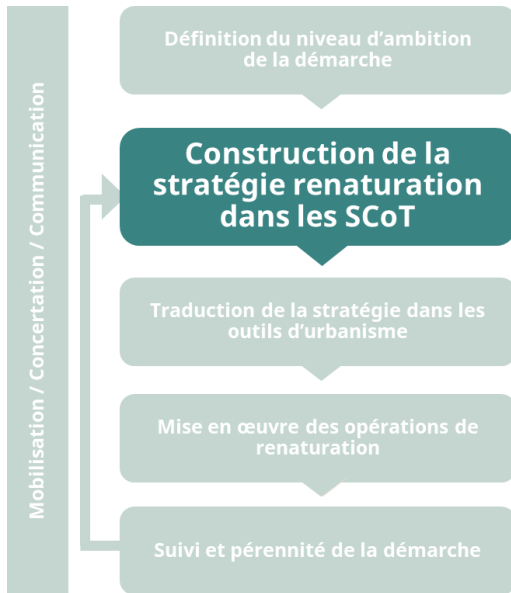 Mobilisation / Concertation / Communication
Définition du niveau d’ambition
de la démarche
Construction de la
stratégie renaturation
dans les SCoT
Traduction de la stratégie dans les
outils d’urbanisme
Mise en œuvre des opérations de
renaturation
Suivi et pérennité de la démarche